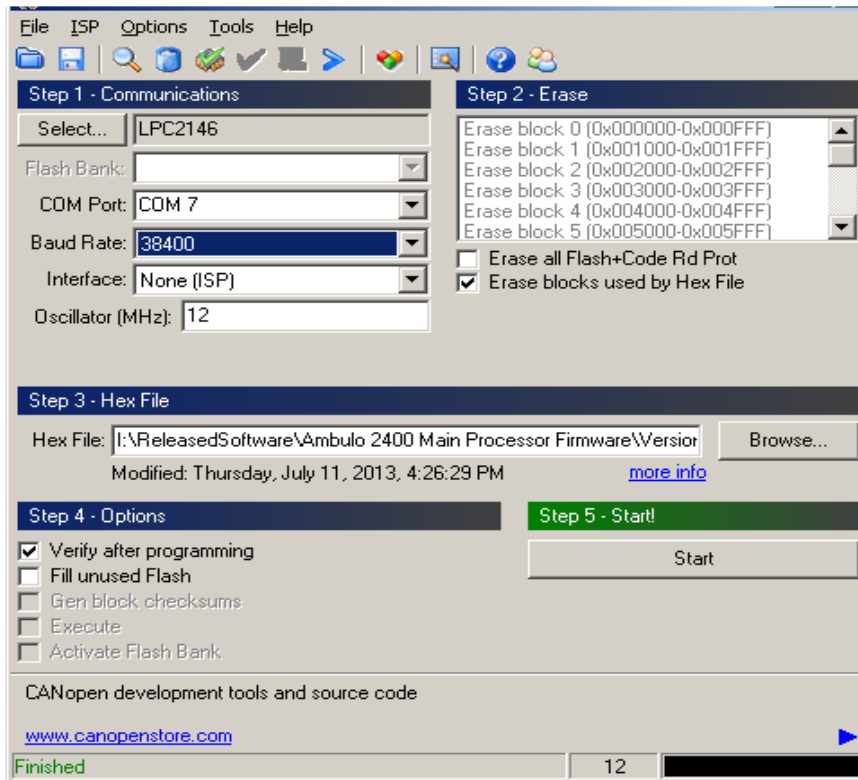 File ISP Options Tools Help
Step 1 - Communications
Select... LPC2146
Flash Bank:
COM Port: COM 7
Baud Rate: 38400
Interface: None (ISP)
Oscillator (MHz): 12
Step 2 - Erase
Erase block 0 (0x000000-0x000FFF)
Erase block 1 (0x001000-0x001FFF)
Erase block 2 (0x002000-0x002FFF)
Erase block 3 (0x003000-0x003FFF)
Erase block 4 (0x004000-0x004FFF)
Erase block 5 (0x005000-0x005FFF)
Erase all Flash+Code Rd Prot
Erase blocks used by Hex File
Step 3 - Hex File
Hex File: I:\ReleasedSoftware\Ambulo 2400 Main Processor Firmware\Version Browse...
Modified: Thursday, July 11, 2013, 4:26:29 PM more info
Step 4 - Options
Verify after programming
Fill unused Flash
Gen block checksums
Execute
Activate Flash Bank
Step 5 - Start!
Start
CANopen development tools and source code
www.canopenstore.com
Finished 12